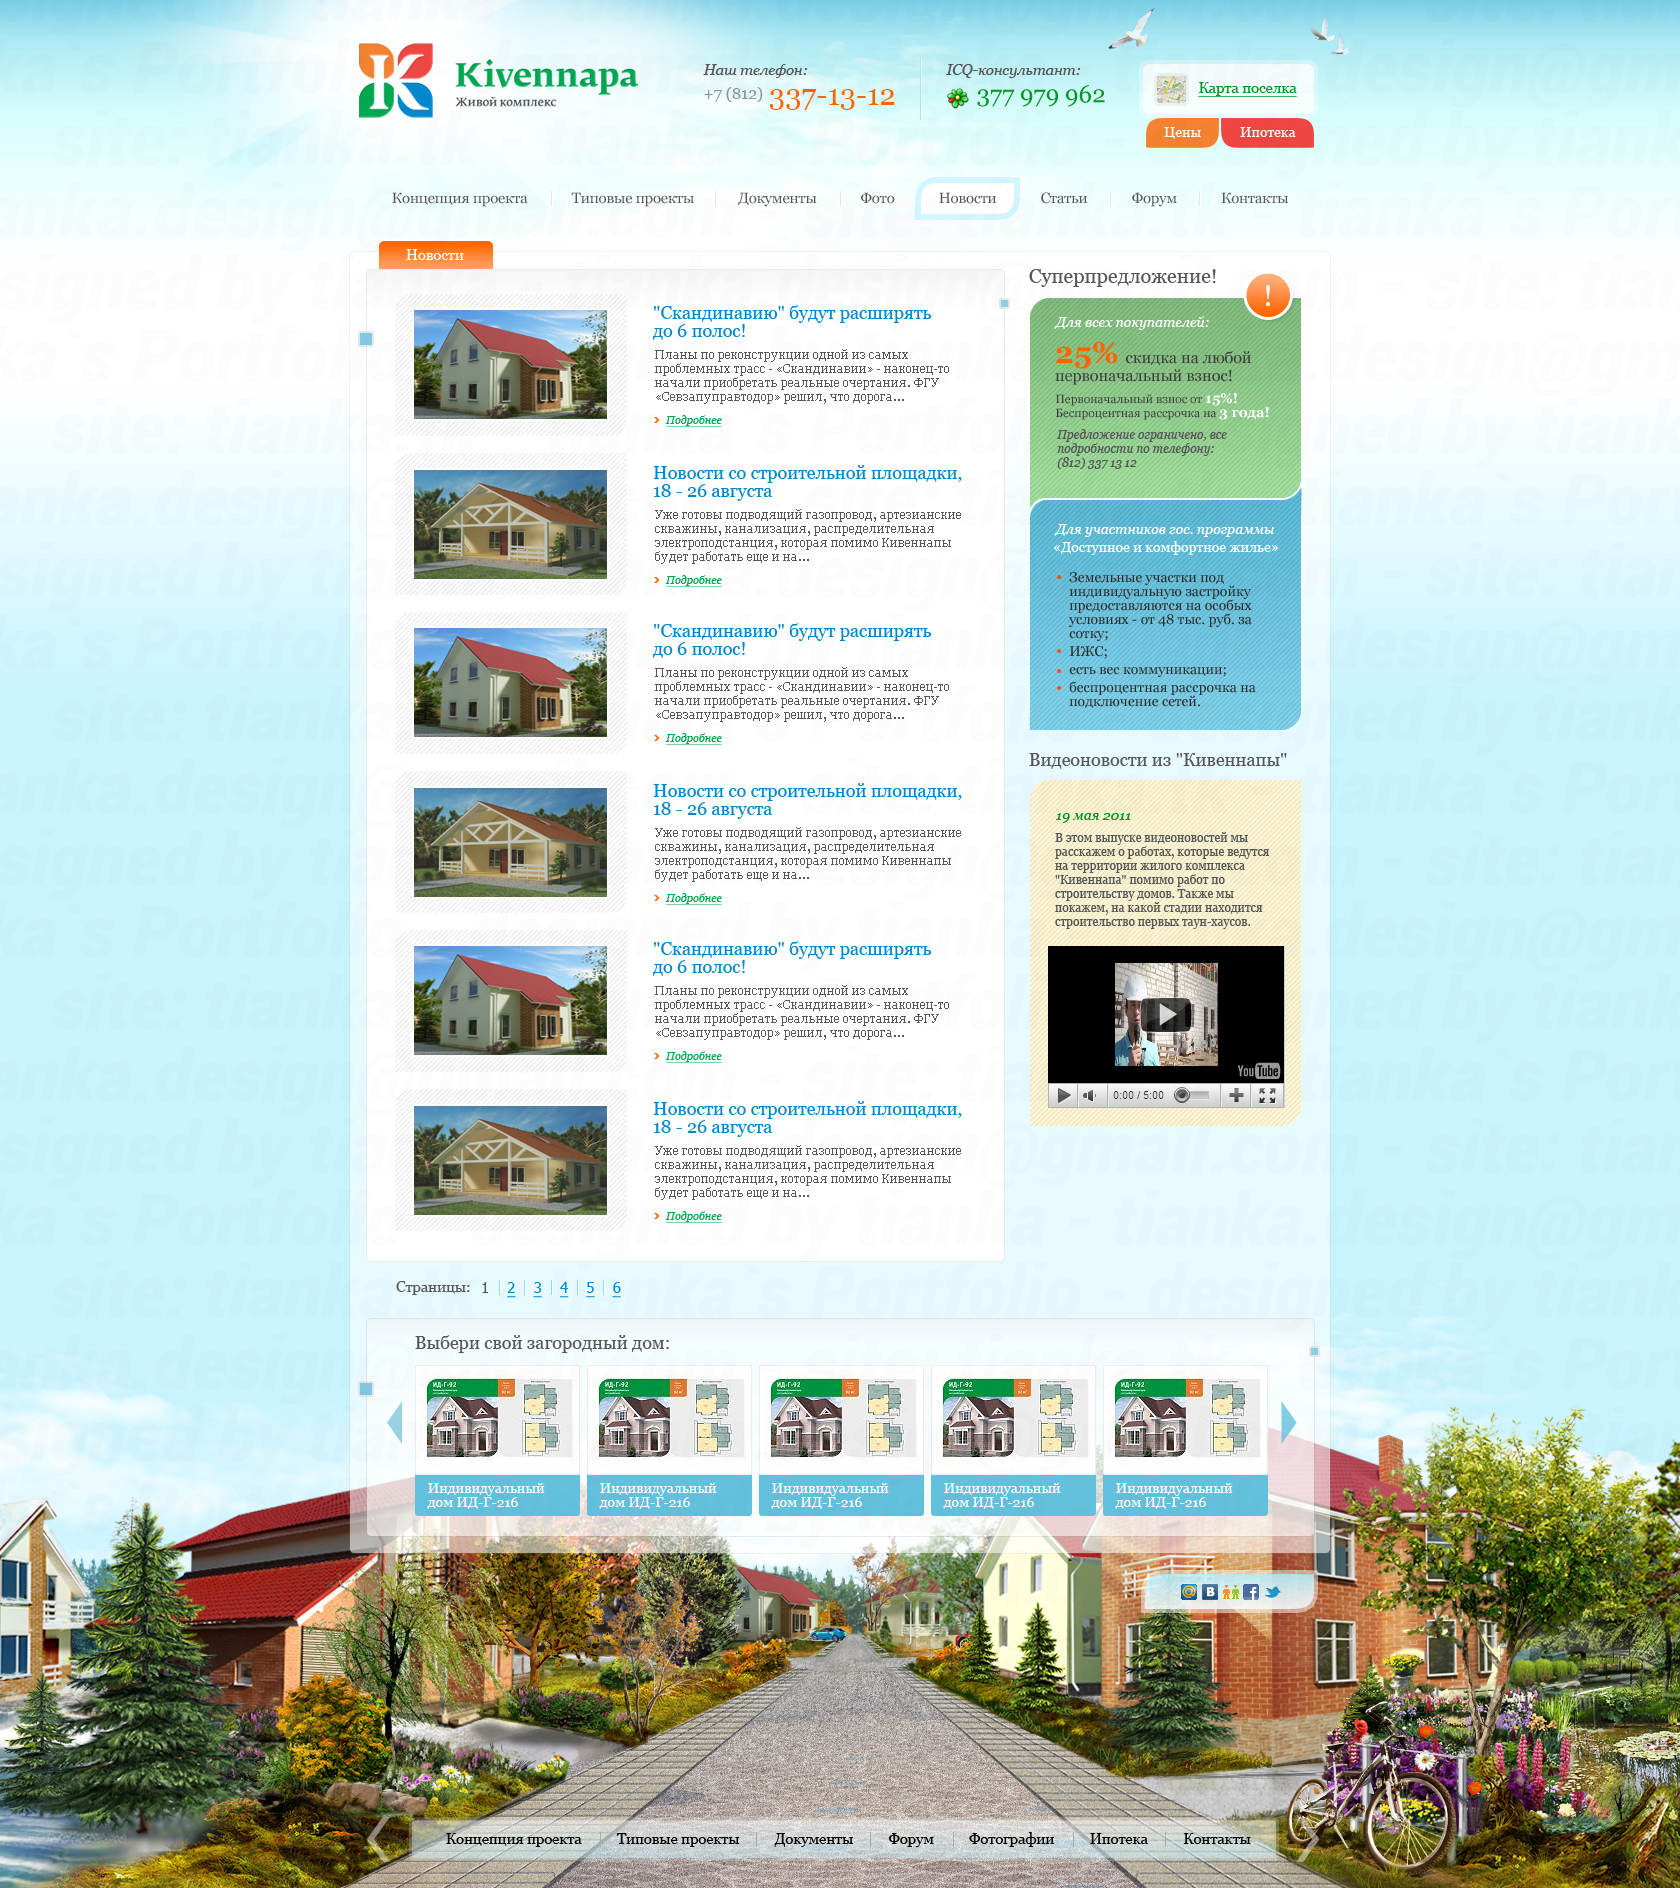 Kivennapa
Живой комплекс
Наш телефон:
+7 (812) 337-13-12
ICQ-консультант:
377 979 962
Карта поселка
Цены
Ипотека
Концепция проекта
Типовые проекты
Документы
Фото
Новости
Статьи
Форум
Контакты
Новости
"Скандинавию" будут расширять
до 6 полос!
Планы по реконструкции одной из самых
проблемных трасс - «Скандинавии» - наконец-то
начали приобретать реальные очертания. ФГУ
«Севзапуправтодор» решил, что дорога...
Подробнее
Новости со строительной площадки,
18 - 26 августа
Уже готовы подводящий газопровод, артезианские
скважины, канализация, распределительная
электроподстанция, которая помимо Кивеннапы
будет работать еще и на...
Подробнее
"Скандинавию" будут расширять
до 6 полос!
Планы по реконструкции одной из самых
проблемных трасс - «Скандинавии» - наконец-то
начали приобретать реальные очертания. ФГУ
«Севзапуправтодор» решил, что дорога...
Подробнее
Новости со строительной площадки,
18 - 26 августа
Уже готовы подводящий газопровод, артезианские
скважины, канализация, распределительная
электроподстанция, которая помимо Кивеннапы
будет работать еще и на...
Подробнее
"Скандинавию" будут расширять
до 6 полос!
Планы по реконструкции одной из самых
проблемных трасс - «Скандинавии» - наконец-то
начали приобретать реальные очертания. ФГУ
«Севзапуправтодор» решил, что дорога...
Подробнее
Новости со строительной площадки,
18 - 26 августа
Уже готовы подводящий газопровод, артезианские
скважины, канализация, распределительная
электроподстанция, которая помимо Кивеннапы
будет работать еще и на...
Подробнее
Страницы: 1 2 3 4 5 6
Суперпредложение!
!
Для всех покупателей:
25% скидка на любой
первоначальный взнос!
Первоначальный взнос от 15%!
Беспроцентная рассрочка на 3 года!
Предложение ограничено, все
подробности по телефону:
(812) 337 13 12
Для участников гос. программы
«Доступное и комфортное жилье»
Земельные участки под
индивидуальную застройку
предоставляются на особых
условиях - от 48 тыс. руб. за
сотку;
ИЖС;
есть вес коммуникации;
беспроцентная рассрочка на
подключение сетей.
Видеоновости из "Кивеннапы"
19 мая 2011
В этом выпуске видеоновостей мы
расскажем о работах, которые ведутся
на территории жилого комплекса
"Кивеннапа" помимо работ по
строительству домов. Также мы
покажем, на какой стадии находится
строительство первых таун-хаусов.
YouTube
0:00 / 5:00
Выбери свой загородный дом:
ИД-Г-92
ИД-Г-92
ИД-Г-92
ИД-Г-92
ИД-Г-92
Индивидуальный
дом ИД-Г-216
Индивидуальный
дом ИД-Г-216
Индивидуальный
дом ИД-Г-216
Индивидуальный
дом ИД-Г-216
Индивидуальный
дом ИД-Г-216
Концепция проекта
Типовые проекты
Документы
Форум
Фотографии
Ипотека
Контакты